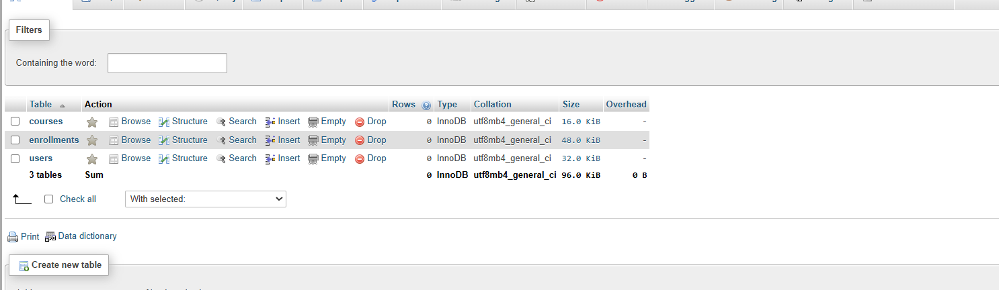 Filters
Containing the word:
Table Action Rows Type Collation Size Overhead
courses Browse Structure Search Insert Empty Drop 0 InnoDB utf8mb4_general_ci 16.0 KiB -
enrollments Browse Structure Search Insert Empty Drop 0 InnoDB utf8mb4_general_ci 48.0 KiB -
users Browse Structure Search Insert Empty Drop 0 InnoDB utf8mb4_general_ci 32.0 KiB -
3 tables Sum 0 InnoDB utf8mb4_general_ci 96.0 KiB 0 B
Check all With selected:
Print Data dictionary
Create new table